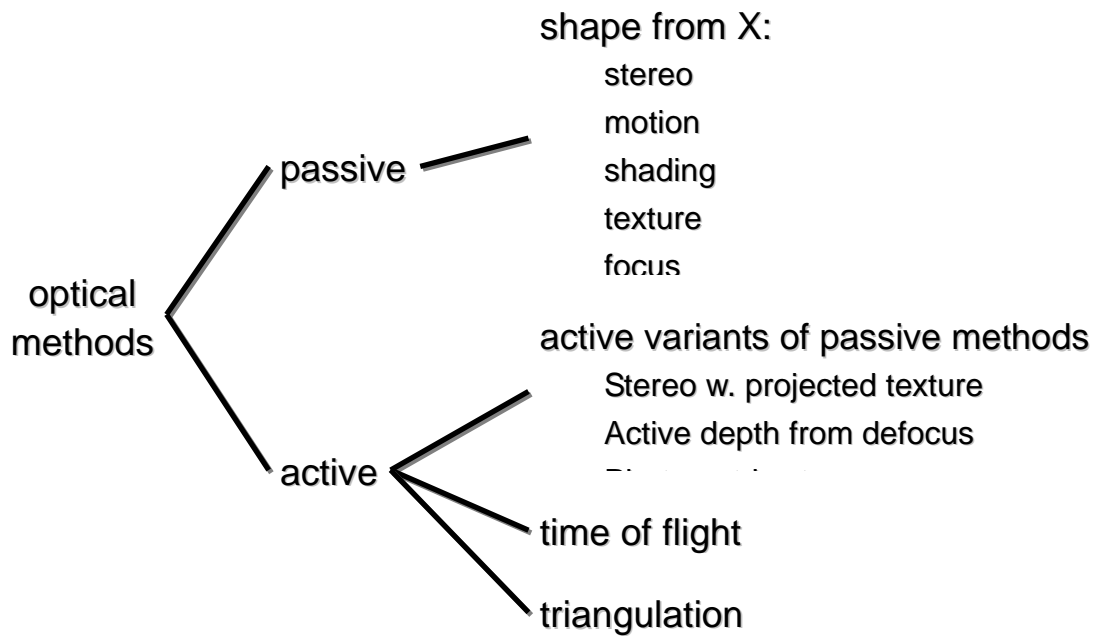 optical
methods
passive
shape from X:
stereo
motion
shading
texture
focus
active
active variants of passive methods
Stereo w. projected texture
Active depth from defocus
time of flight
triangulation